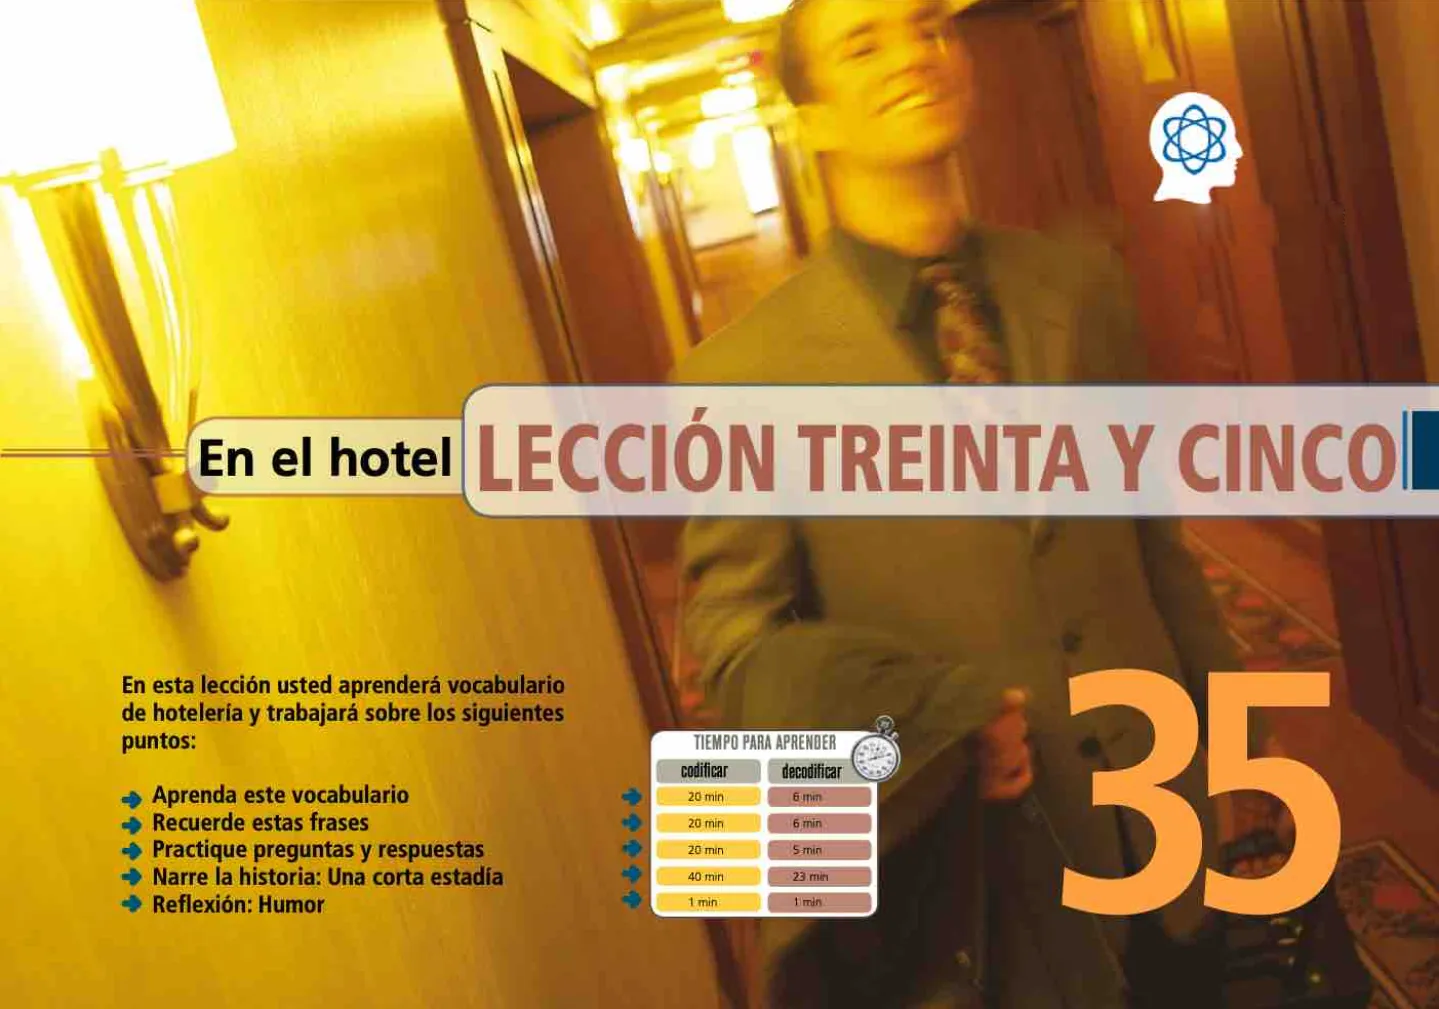 En el hotel LECCIÓN TREINTA Y CINCO
En esta lección usted aprenderá vocabulario
de hotelería y trabajará sobre los siguientes
puntos:
Aprenda este vocabulario
Recuerde estas frases
Practique preguntas y respuestas
Narre la historia: Una corta estadía
Reflexión: Humor
TIEMPO PARA APRENDER
codificar decodificar
20 min 6 min
20 min 6 min
20 min 5 min
40 min 23 min
1 min 1 min
35